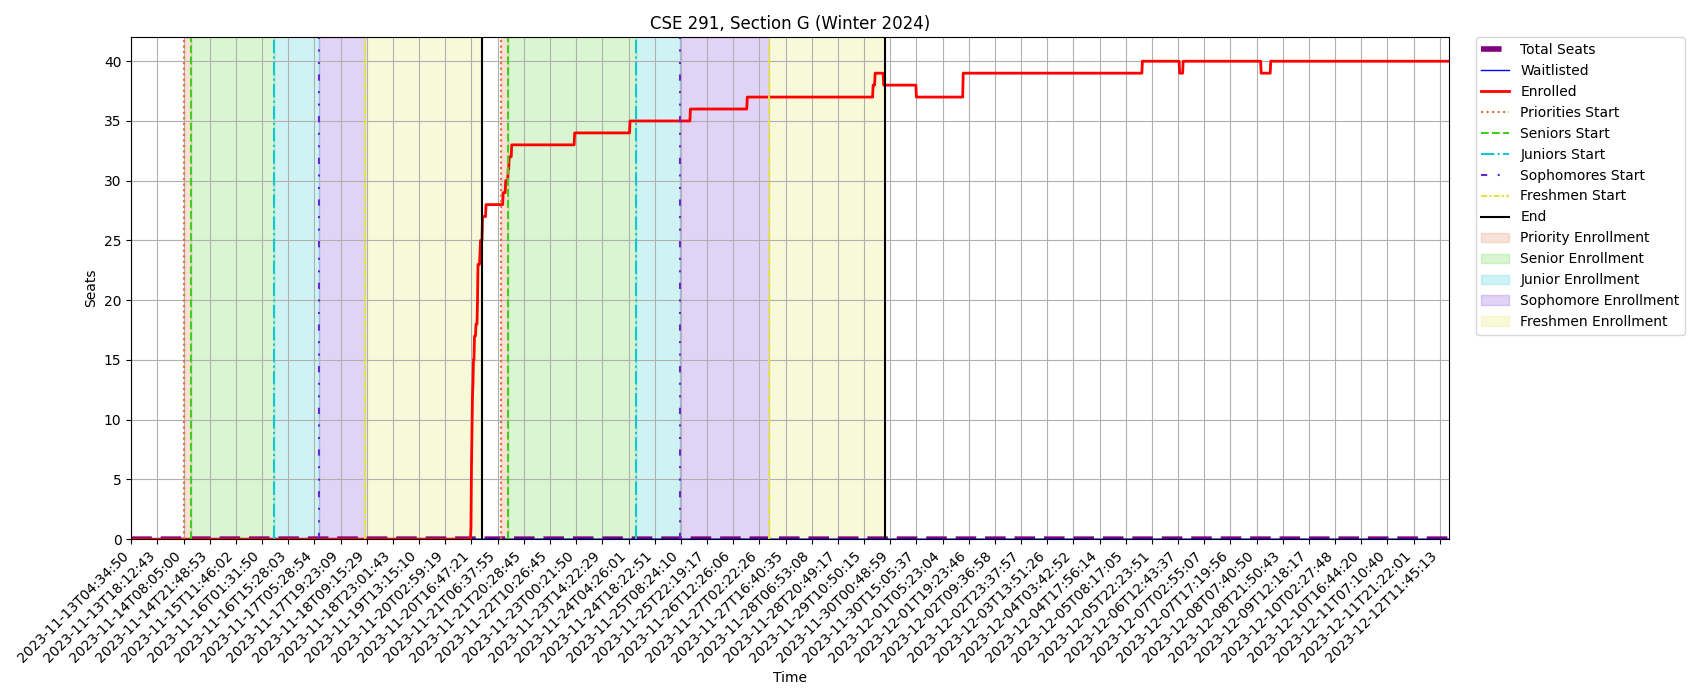 CSE 291, Section G (Winter 2024)
Seats
40
35
30
25
20
15
10
5
0
2023-11-13T04:34:50
2023-11-13T18:12:43
2023-11-14T08:05:00
2023-11-14T21:48:53
2023-11-15T11:46:02
2023-11-16T01:31:50
2023-11-16T15:28:03
2023-11-17T05:28:54
2023-11-17T19:23:09
2023-11-18T09:15:29
2023-11-18T23:01:43
2023-11-19T13:15:10
2023-11-20T02:59:19
2023-11-20T16:47:21
2023-11-21T06:37:55
2023-11-21T20:28:45
2023-11-22T10:26:45
2023-11-23T00:21:50
2023-11-23T14:22:29
2023-11-24T04:26:01
2023-11-24T18:22:51
2023-11-25T08:24:10
2023-11-25T22:19:17
2023-11-26T12:26:06
2023-11-27T02:22:26
2023-11-27T16:40:35
2023-11-28T06:53:08
2023-11-28T20:49:17
2023-11-29T10:50:15
2023-11-30T00:48:59
2023-11-30T15:05:37
2023-12-01T05:23:04
2023-12-01T19:23:46
2023-12-02T09:36:58
2023-12-02T23:37:57
2023-12-03T13:51:26
2023-12-04T03:42:52
2023-12-04T17:56:14
2023-12-05T08:17:05
2023-12-05T22:23:51
2023-12-06T12:43:37
2023-12-07T02:55:07
2023-12-07T17:19:56
2023-12-08T07:40:50
2023-12-08T21:50:43
2023-12-09T12:18:17
2023-12-10T02:27:48
2023-12-10T16:44:20
2023-12-11T07:10:40
2023-12-11T21:22:01
2023-12-12T11:45:13
Time
Total Seats
Waitlisted
Enrolled
Priorities Start
Seniors Start
Juniors Start
Sophomores Start
Freshmen Start
End
Priority Enrollment
Senior Enrollment
Junior Enrollment
Sophomore Enrollment
Freshmen Enrollment